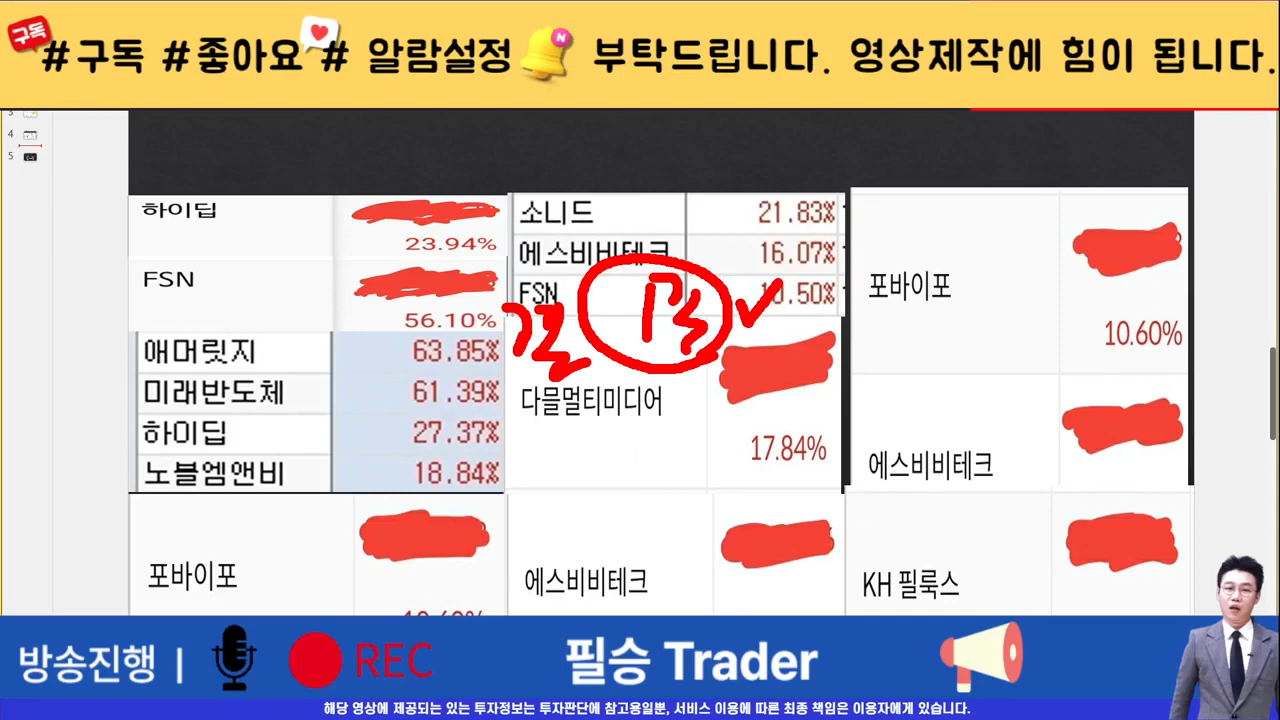 구독
#구독 #좋아요 # 알람설정 N 부탁드립니다. 영상제작에 힘이 됩니다.
3
4
5
하이딥
23.94%
FSN
56.10%
애머릿지 63.85%
미래반도체 61.39%
하이딥 27.37%
노블엠앤비 18.84%
소니드 21.83%
에스비비테크 16.07%
FSN 10.50%
다믈멀티미디어
17.84%
포바이포
10.60%
에스비비테크
포바이포
에스비비테크
KH 필룩스
방송진행 | REC 필승 Trader
해당 영상에 제공되는 있는 투자정보는 투자판단에 참고용일뿐, 서비스 이용에 따른 최종 책임은 이용자에게 있습니다.